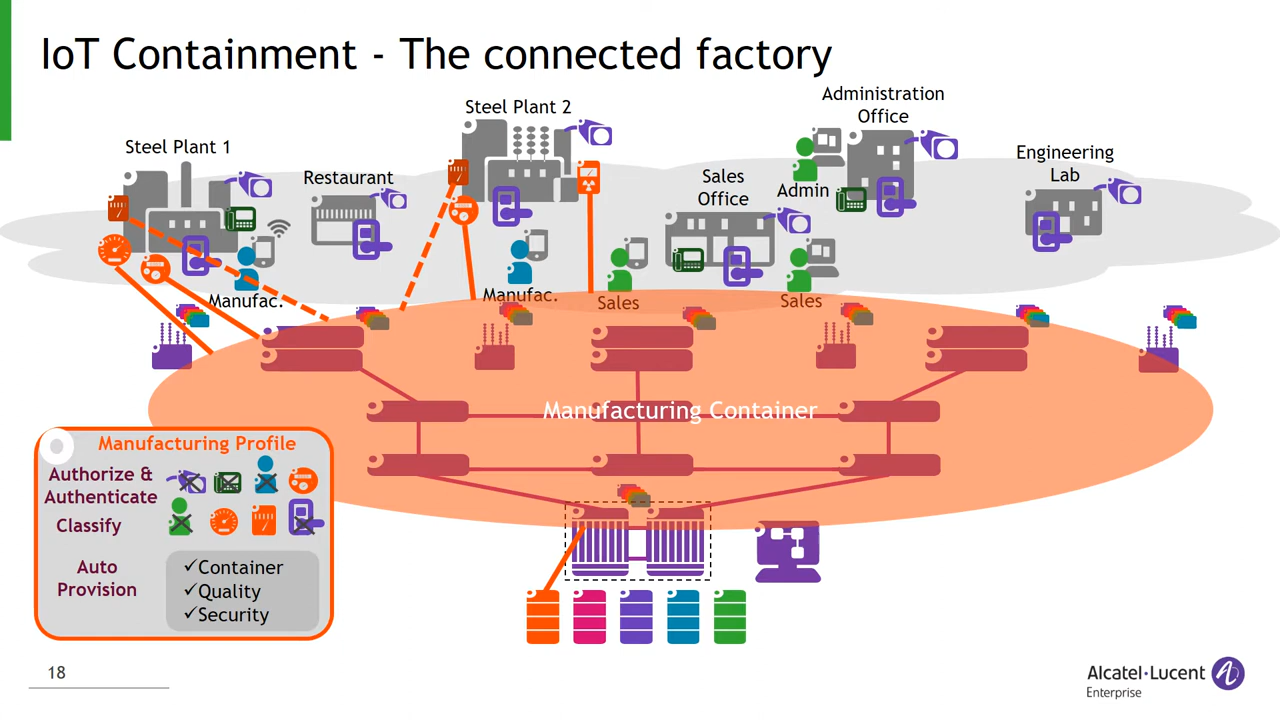 IoT Containment - The connected factory
Administration
Office
Steel Plant 2
Steel Plant 1
Engineering
Lab
Restaurant
Sales
Office
Admin
Manufac.
Manufac.
Sales
Sales
Manufacturing Container
Manufacturing Profile
Authorize &
Authenticate
Classify
Auto
Provision
✓Container
✓Quality
✓Security
18
Alcatel·Lucent
Enterprise